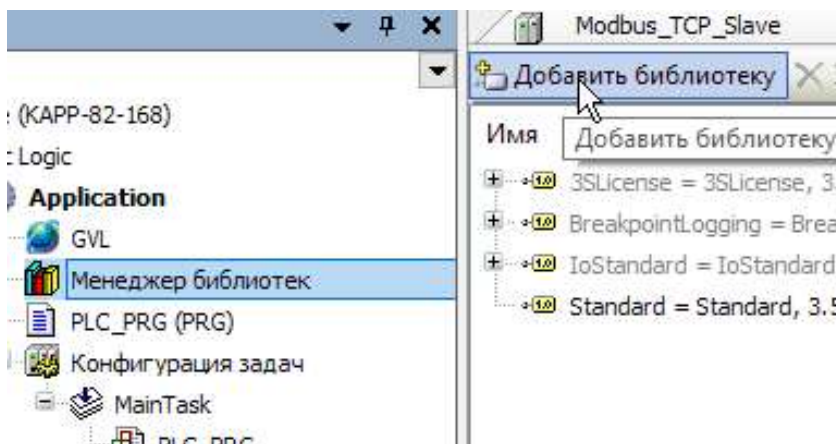 (KAPP-82-168)
Logic
Application
GVL
Менеджер библиотек
PLC_PRG (PRG)
Конфигурация задач
MainTask
PLC_PRG
Modbus_TCP_Slave
Добавить библиотеку
Имя
Добавить библиотеку
3SLicense = 3SLicense, 3.
BreakpointLogging = Brea
IoStandard = IoStandard
Standard = Standard, 3.5